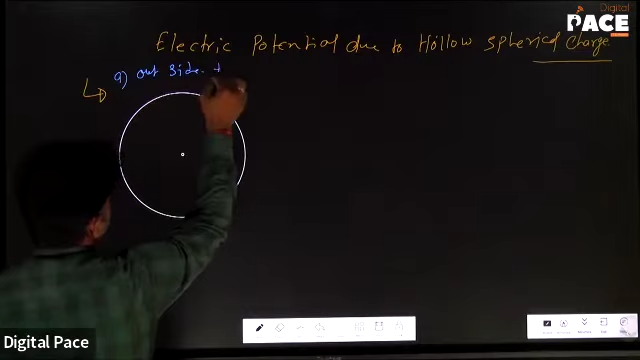 Digital
PACE
Electric Potential due to Hollow Spherical Charge.
a) out side t
Digital Pace